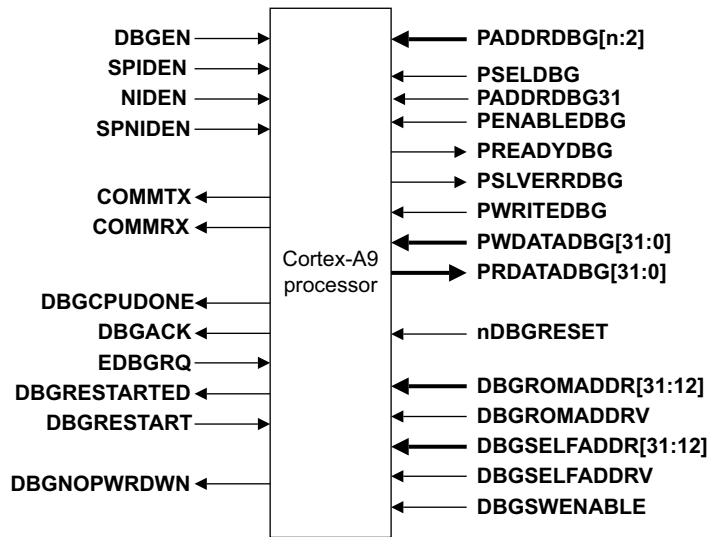 DBGEN
SPIDEN
NIDEN
SPNIDEN
COMMTX
COMMRX
DBGCPUDONE
DBGACK
EDBGRQ
DBGRESTARTED
DBGRESTART
DBGNOPWRDWN
Cortex-A9
processor
PADDRDBG[n:2]
PSELDBG
PADDRDBG31
PENABLEDBG
PREADYDBG
PSLVERRDBG
PWRITEDBG
PWDATADBG[31:0]
PRDATADBG[31:0]
nDBGRESET
DBGROMADDR[31:12]
DBGROMADDRV
DBGSELFADDR[31:12]
DBGSELFADDRV
DBGSWENABLE